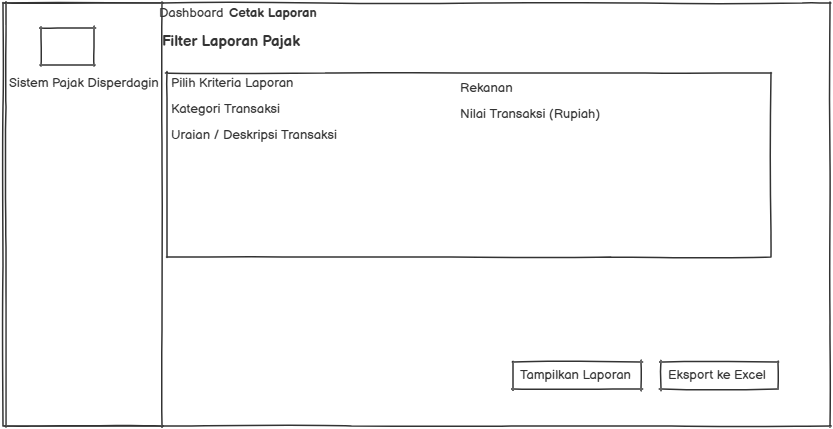 Dashboard Cetak Laporan
Filter Laporan Pajak
Sistem Pajak Disperdagin
Pilih Kriteria Laporan
Kategori Transaksi
Uraian / Deskripsi Transaksi
Rekanan
Nilai Transaksi (Rupiah)
Tampilkan Laporan
Eksport ke Excel